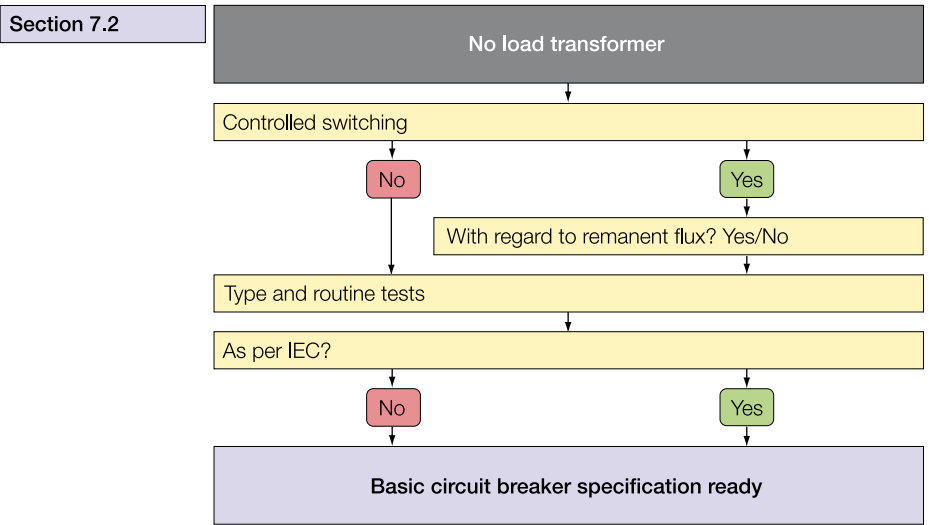 Section 7.2
No load transformer
Controlled switching
No
Yes
With regard to remanent flux? Yes/No
Type and routine tests
As per IEC?
No
Yes
Basic circuit breaker specification ready